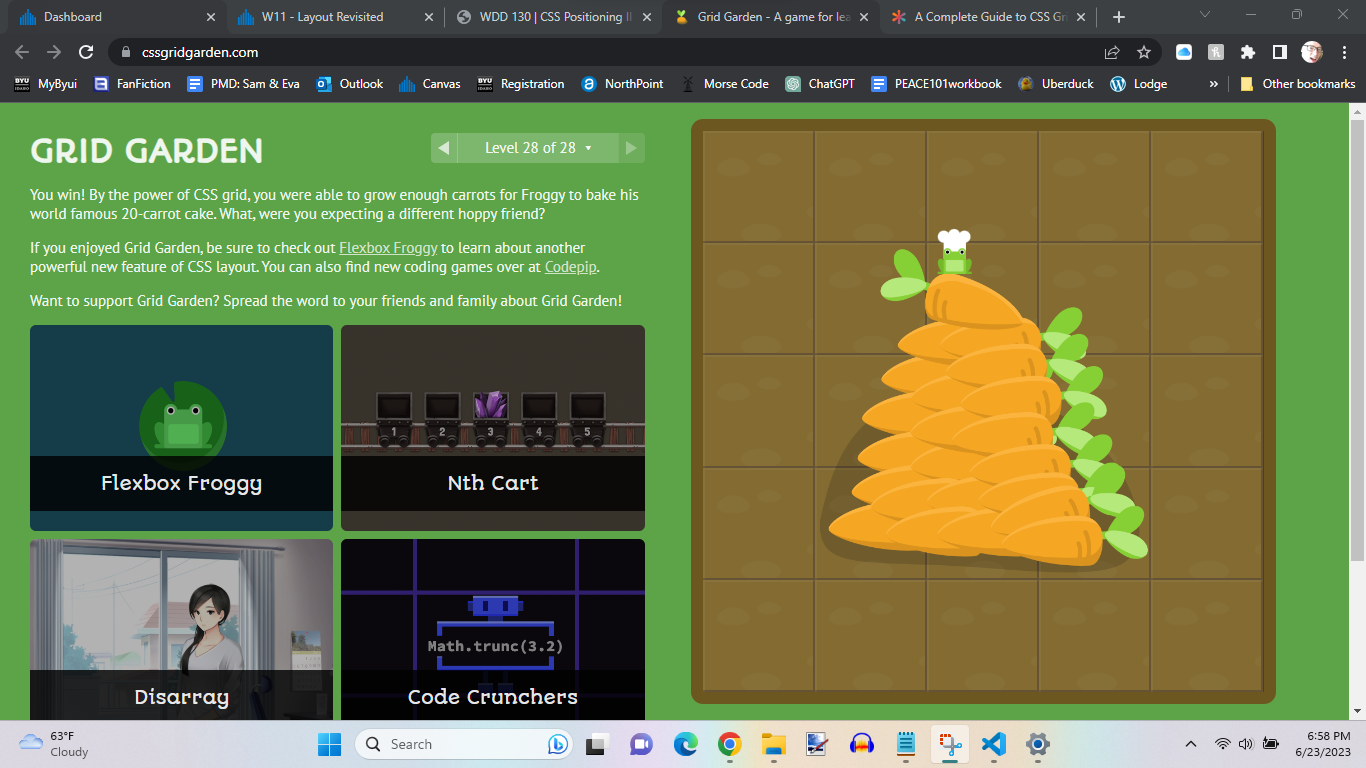 Dashboard
W11 - Layout Revisited
WDD 130 | CSS Positioning
Grid Garden - A game for lea
A Complete Guide to CSS Gri
cssgridgarden.com
BYU IDAHO MyByui
FanFiction
PMD: Sam & Eva
Outlook
Canvas
BYU IDAHO Registration
NorthPoint
Morse Code
ChatGPT
PEACE101workbook
Uberduck
Lodge
»
Other bookmarks
GRID GARDEN
Level 28 of 28
You win! By the power of CSS grid, you were able to grow enough carrots for Froggy to bake his
world famous 20-carrot cake. What, were you expecting a different hoppy friend?
If you enjoyed Grid Garden, be sure to check out Flexbox Froggy to learn about another
powerful new feature of CSS layout. You can also find new coding games over at Codepip.
Want to support Grid Garden? Spread the word to your friends and family about Grid Garden!
Flexbox Froggy
1 2 3 4 5
Nth Cart
Disarray
Math.trunc(3.2)
Code Crunchers
63°F
Cloudy
Search
6:58 PM
6/23/2023